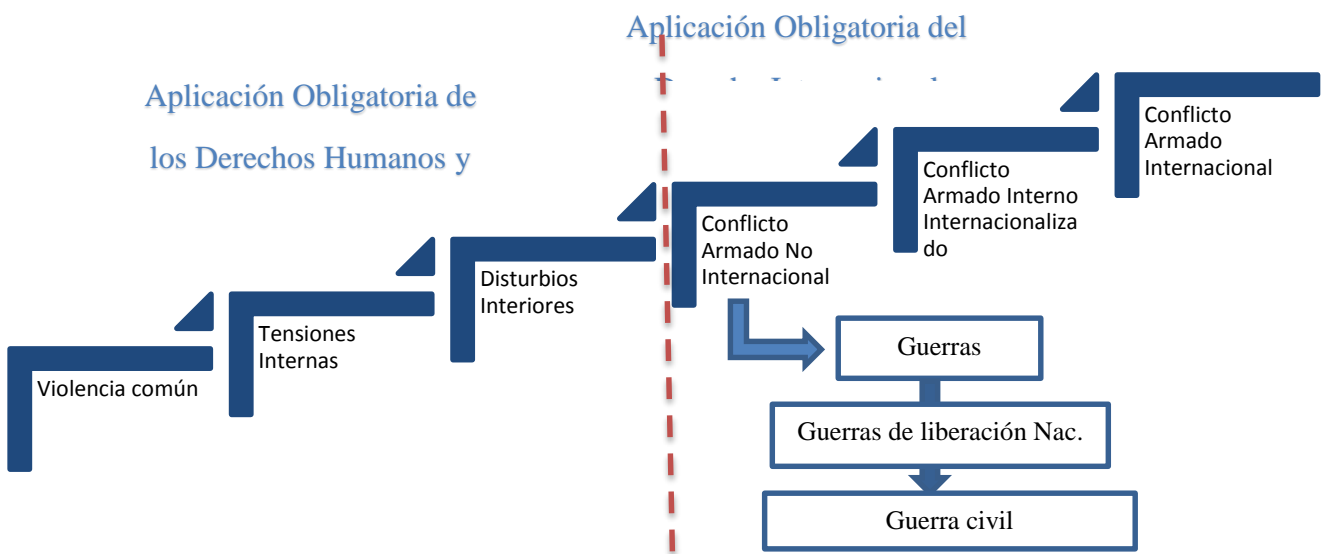 Aplicación Obligatoria de
los Derechos Humanos y
Aplicación Obligatoria del
Violencia común
Tensiones
Internas
Disturbios
Interiores
Conflicto
Armado No
Internacional
Conflicto
Armado Interno
Internacionaliza
do
Conflicto
Armado
Internacional
Guerras
Guerras de liberación Nac.
Guerra civil